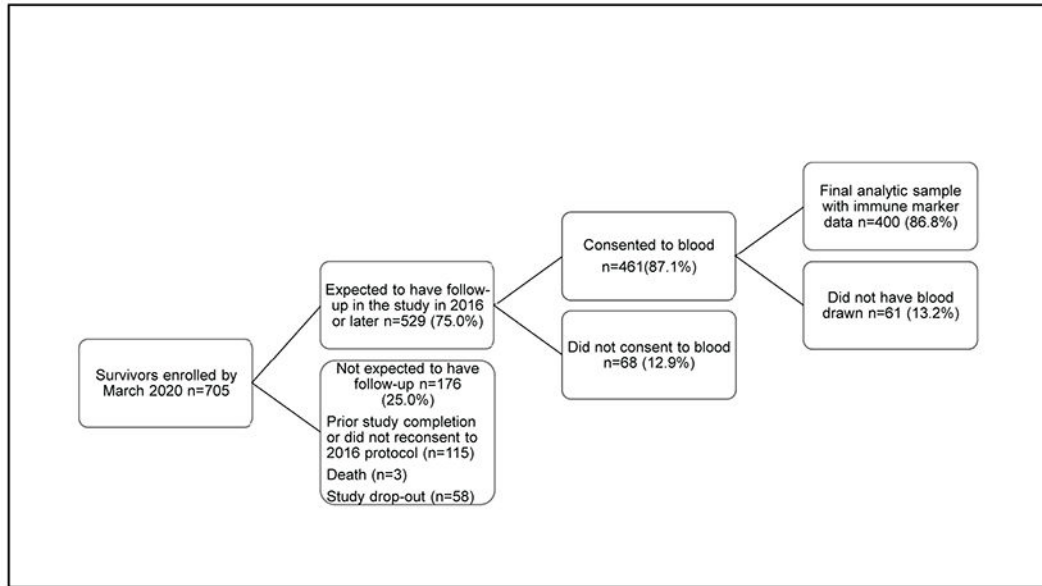 Survivors enrolled by
March 2020 n=705
Expected to have follow-up
in the study in 2016
or later n=529 (75.0%)
Not expected to have
follow-up n=176
(25.0%)
Prior study completion
or did not reconsent to
2016 protocol (n=115)
Death (n=3)
Study drop-out (n=58)
Consented to blood
n=461(87.1%)
Did not consent to blood
n=68 (12.9%)
Final analytic sample
with immune marker
data n=400 (86.8%)
Did not have blood
drawn n=61 (13.2%)